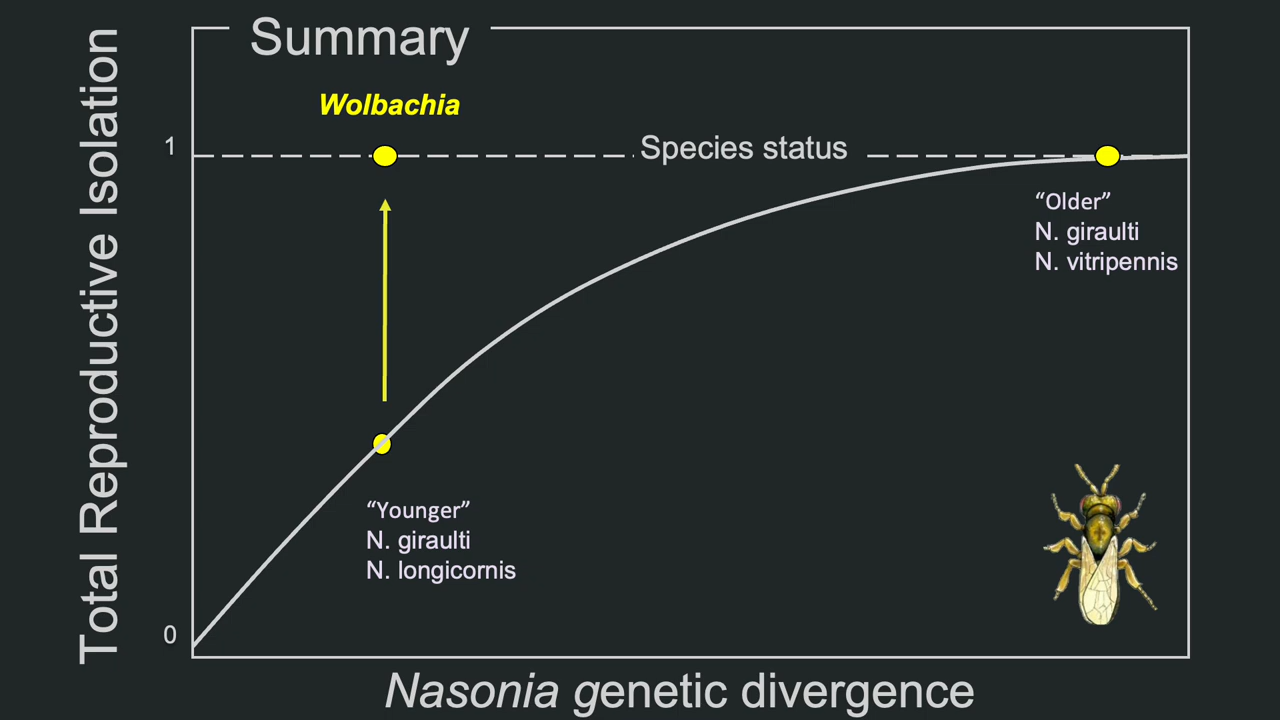 Summary
Wolbachia
1
Species status
“Older”
N. giraulti
N. vitripennis
“Younger”
N. giraulti
N. longicornis
0
Total Reproductive Isolation
Nasonia genetic divergence